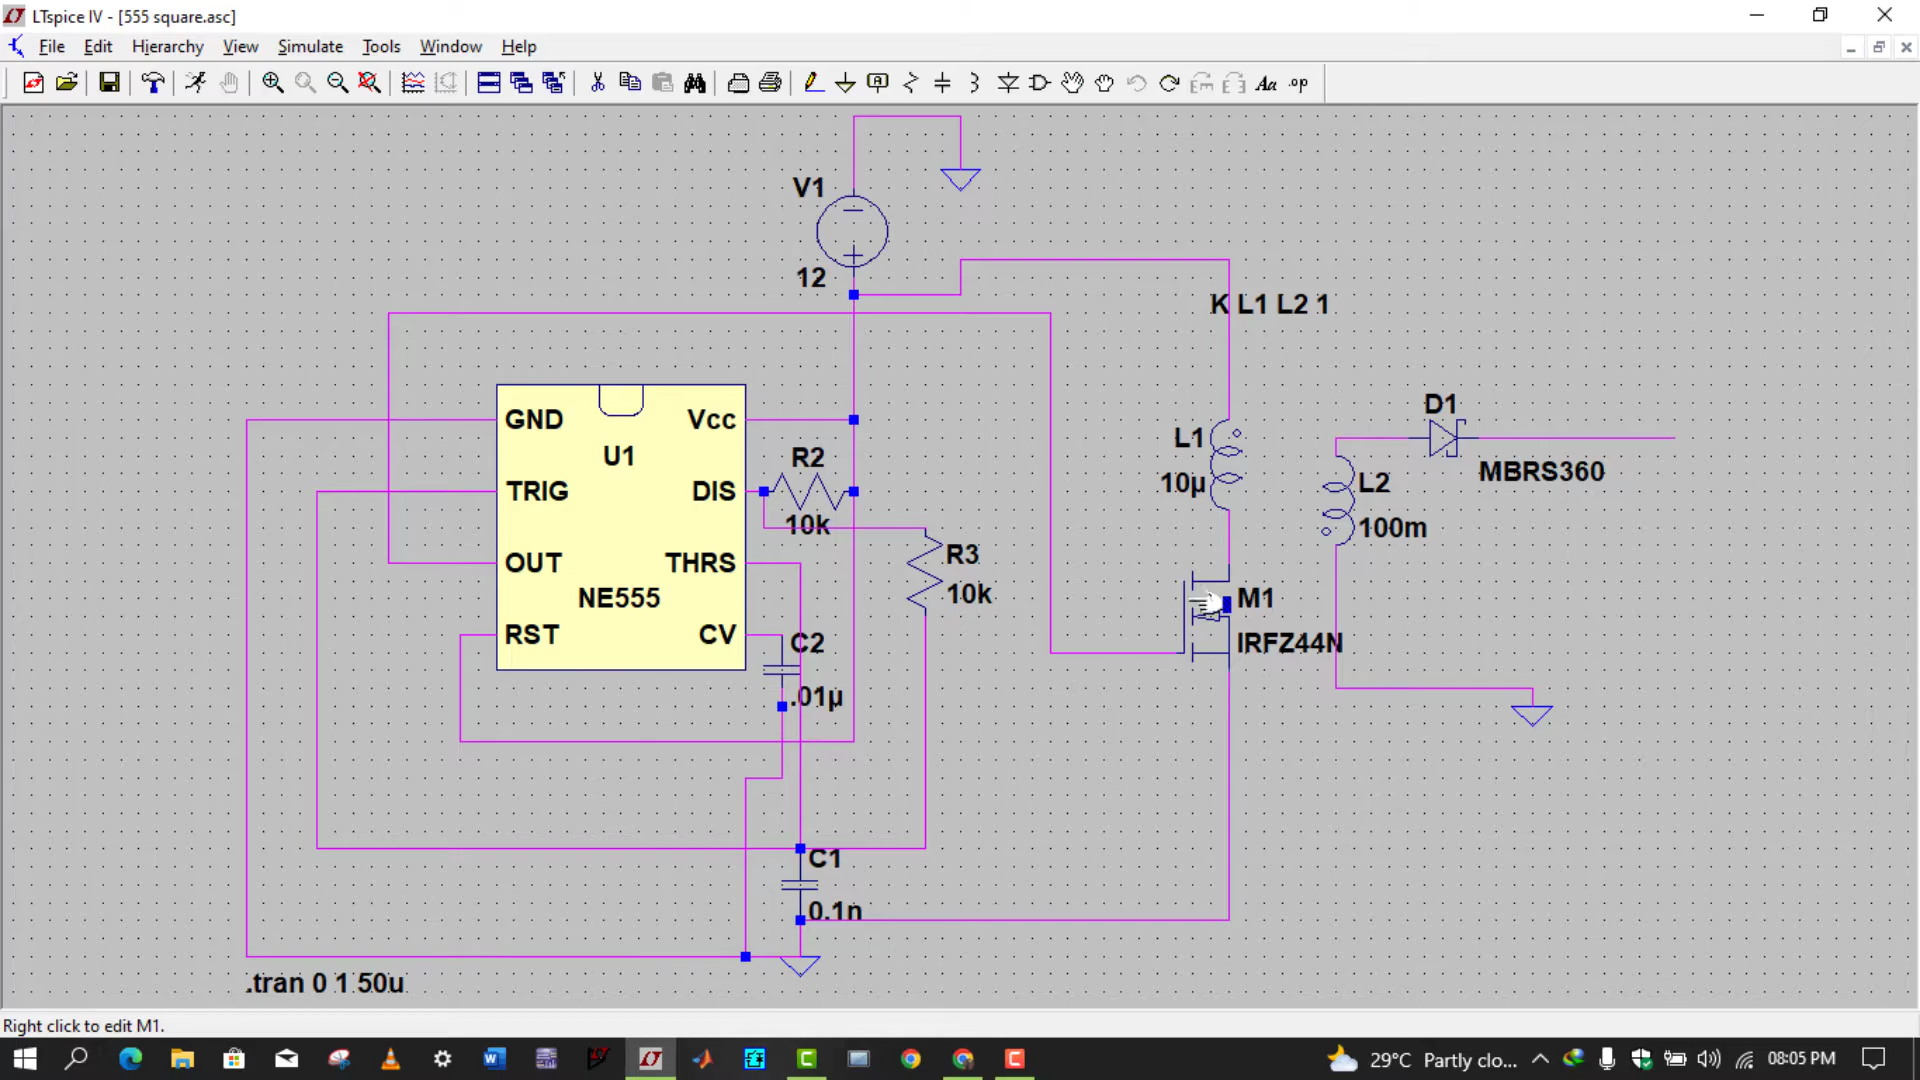 LTspice IV - [555 square.asc]
File Edit Hierarchy View Simulate Tools Window Help
Aa .op
V1
12
K L1 L2 1
GND Vcc
U1
TRIG DIS
OUT THRS
NE555
RST CV
R2
10k
R3
10k
C2
.01µ
C1
0.1n
L1
10µ
L2
100m
D1
MBRS360
M1
IRFZ44N
.tran 0 1 50u
Right click to edit M1.
29°C Partly clo... 08:05 PM